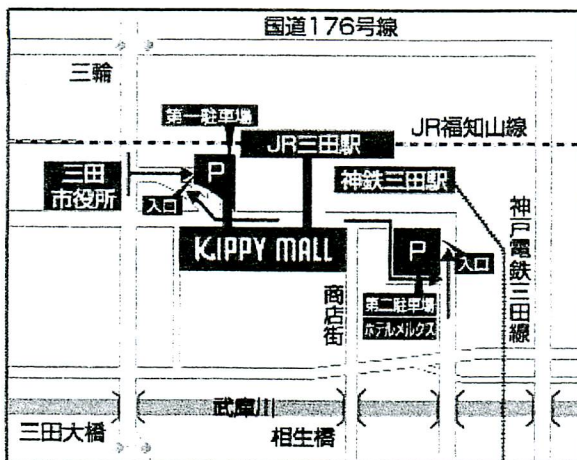 国道176号線
三輪
第一駐車場
JR福知山線
JR三田駅
P
三田
市役所
神鉄三田駅
入口
KIPPY MALL
P
入口
神戸電鉄三田線
商店街
第二駐車場
ホテルメルクス
武庫川
三田大橋
相生橋